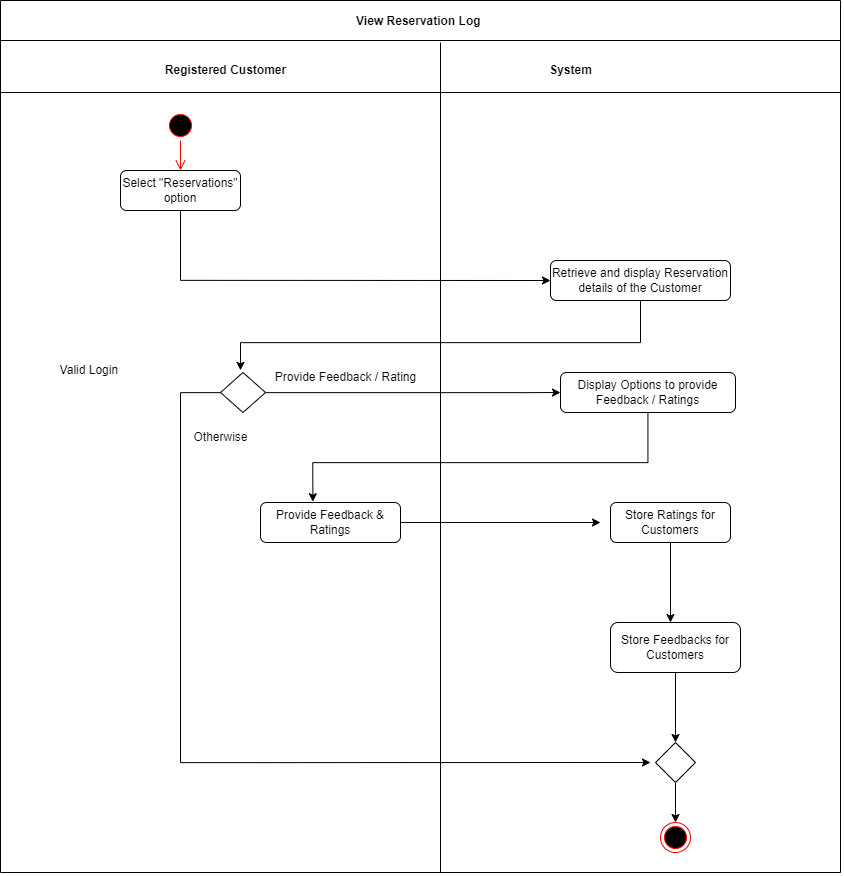 View Reservation Log
Registered Customer
System
Select "Reservations"
option
Retrieve and display Reservation
details of the Customer
Valid Login
Provide Feedback / Rating
Display Options to provide
Feedback / Ratings
Otherwise
Provide Feedback &
Ratings
Store Ratings for
Customers
Store Feedbacks for
Customers